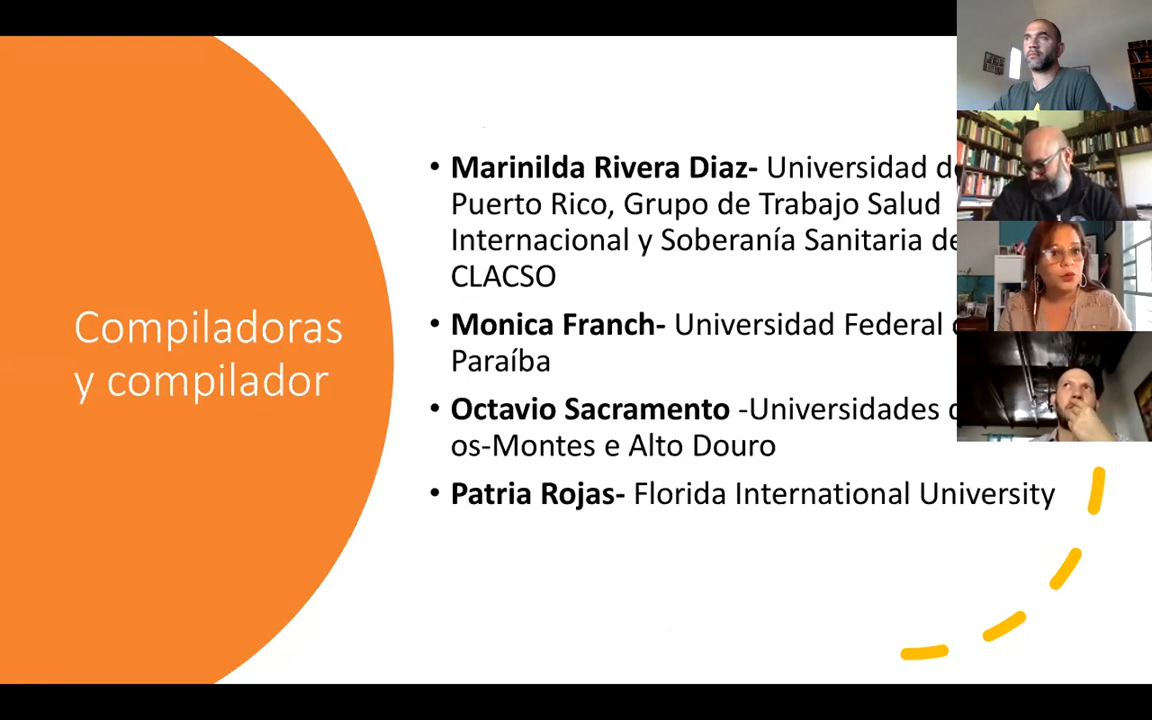 Compiladoras
y compilador
• Marinilda Rivera Diaz- Universidad
Puerto Rico, Grupo de Trabajo Salud
Internacional y Soberanía Sanitaria
CLACSO
• Monica Franch- Universidad Federal
Paraíba
• Octavio Sacramento -Universidades
os-Montes e Alto Douro
• Patria Rojas- Florida International University